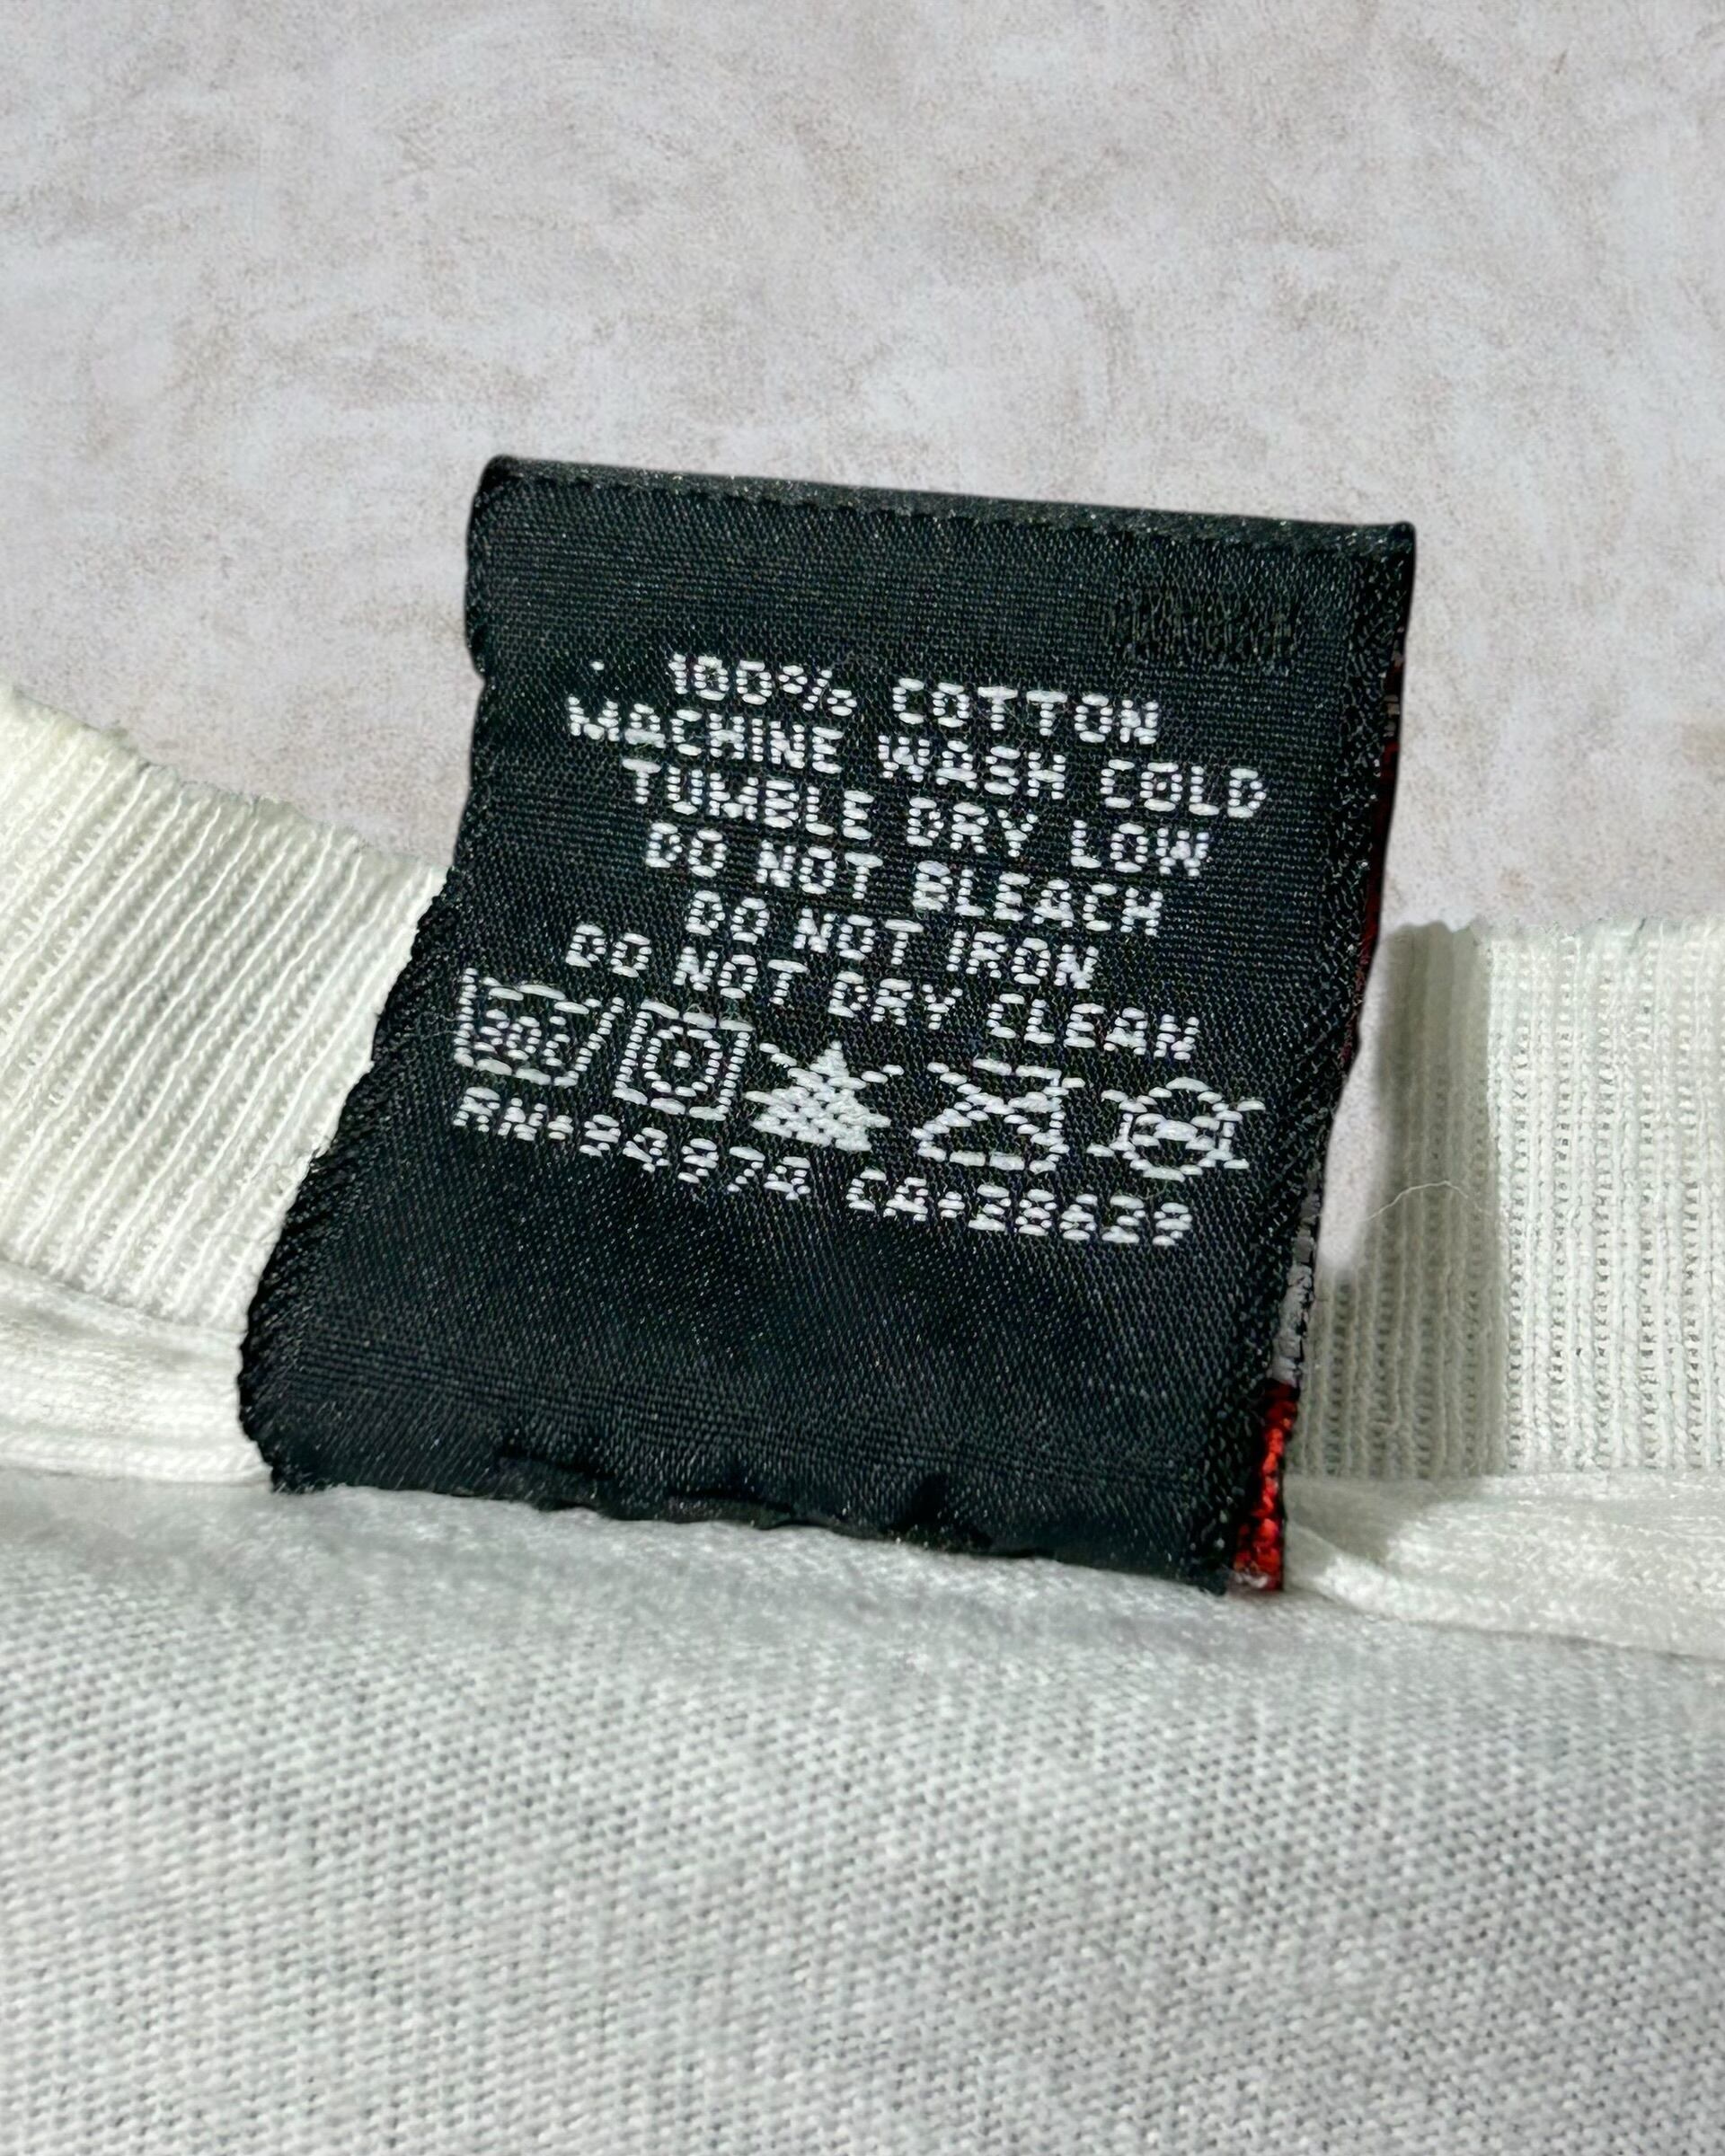 100% COTTON
MACHINE WASH COLD
TUMBLE DRY LOW
DO NOT BLEACH
DO NOT IRON
DO NOT DRY CLEAN
RN•94974 CA•28629